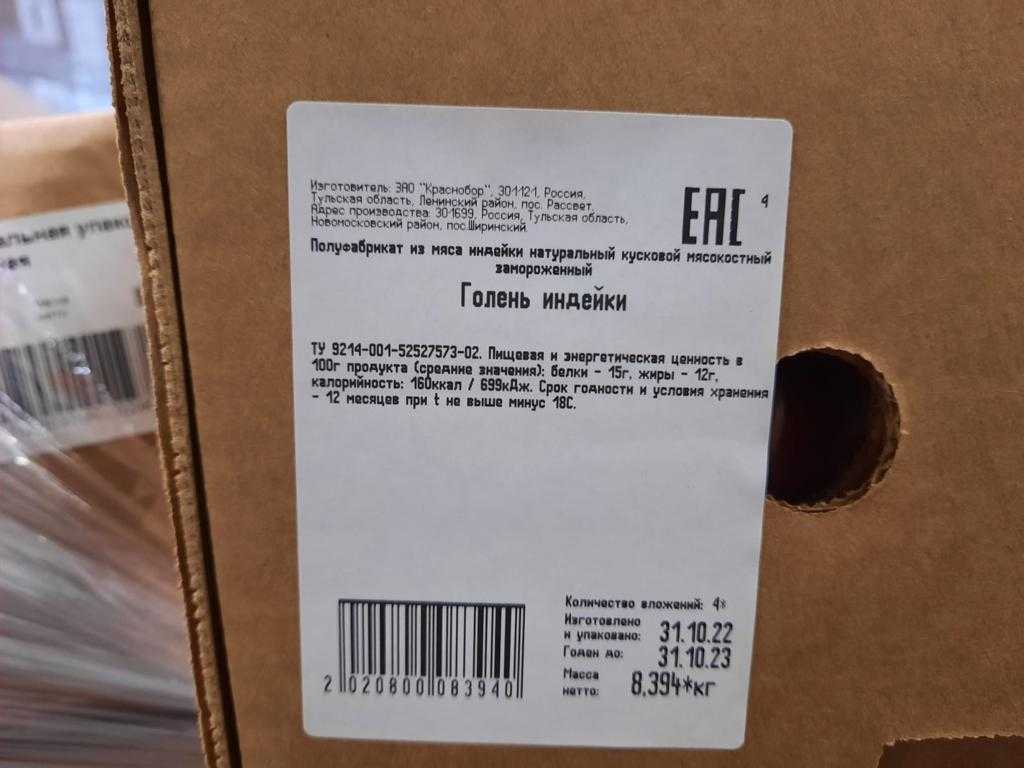 Изготовитель: ЗАО "Краснобор", 301121, Россия,
Тульская область, Ленинский район, пос. Рассвет.
Адрес производства: 301699, Россия, Тульская область,
Новомосковский район, пос.Ширинский.
EAC 4
Полуфабрикат из мяса индейки натуральный кусковой мясокостный
замороженный
Голень индейки
ТУ 9214-001-52527573-02. Пищевая и энергетическая ценность в
100г продукта (средние значения): белки - 15г, жиры - 12г,
калорийность: 160ккал / 699кДж. Срок годности и условия хранения
- 12 месяцев при t не выше минус 18С.
Количество вложений: 4*
Изготовлено
и упаковано: 31.10.22
Годен до: 31.10.23
Масса
нетто: 8,394*кг
2 020800 083940